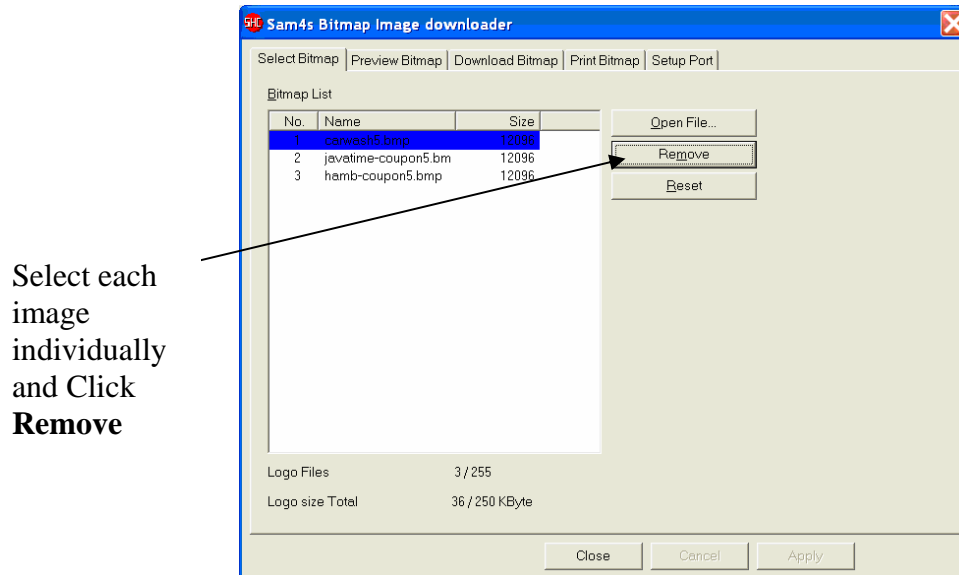 SHC Sam4s Bitmap Image downloader
Select Bitmap Preview Bitmap Download Bitmap Print Bitmap Setup Port
Bitmap List
No. Name Size
1 carwash5.bmp 12096
2 javatime-coupon5.bm 12096
3 hamb-coupon5.bmp 12096
Open File...
Remove
Reset
Select each
image
individually
and Click
Remove
Logo Files 3 / 255
Logo size Total 36 / 250 KByte
Close Cancel Apply